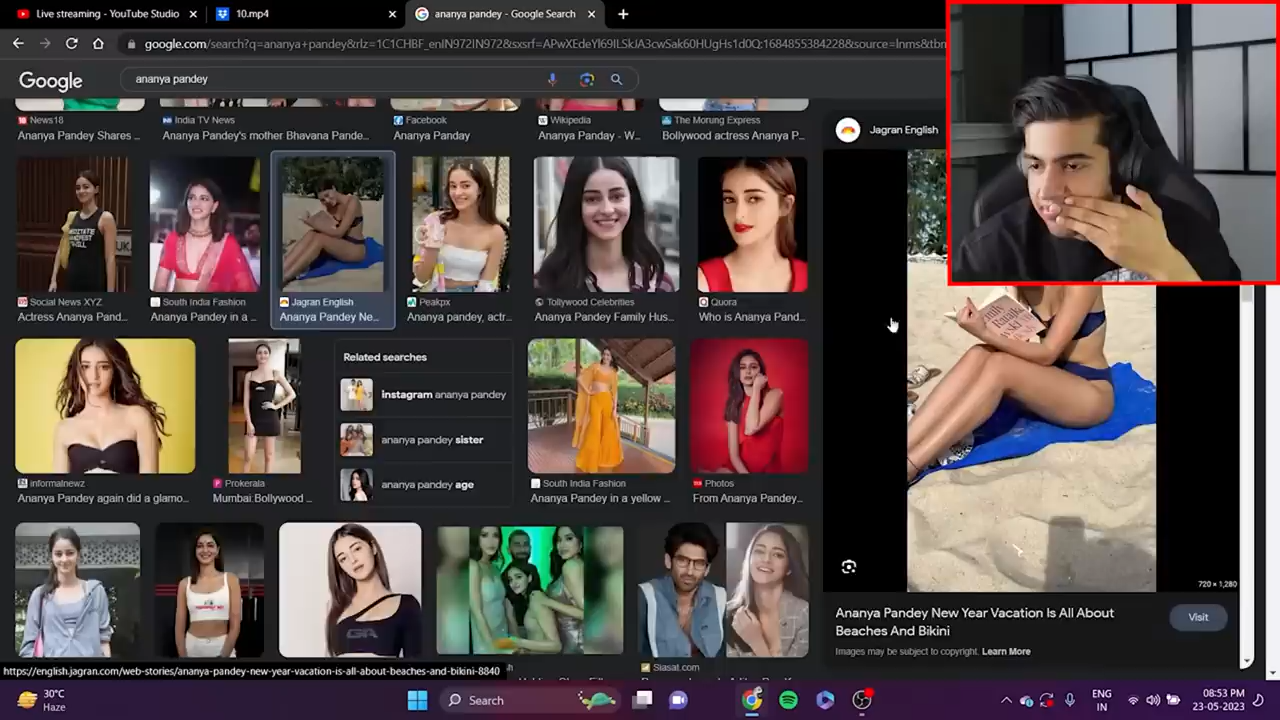 Live streaming - YouTube Studio
10.mp4
ananya pandey - Google Search
google.com/search?q=ananya+pandey&rlz=1C1CHBF_enIN972IN972&sxsrf=APwXEdeYl69ILSkJA3cwSak60HUgHs1d0Q:1684855384228&source=lnms&tbn
Google
ananya pandey
News18
Ananya Pandey Shares ...
India TV News
Ananya Pandey's mother Bhavana Pande...
Facebook
Ananya Panday
Wikipedia
Ananya Panday - W...
The Morung Express
Bollywood actress Ananya P...
Jagran English
Social News XYZ
Actress Ananya Pand...
South India Fashion
Ananya Pandey in a ...
Jagran English
Ananya Pandey Ne...
Peakpx
Ananya pandey, actr...
Tollywood Celebrities
Ananya Pandey Family Hus...
Quora
Who is Ananya Pand...
Related searches
instagram ananya pandey
ananya pandey sister
ananya pandey age
informalnewz
Ananya Pandey again did a glamo...
Prokerala
Mumbai:Bollywood ...
South India Fashion
Ananya Pandey in a yellow ...
Photos
From Ananya Pandey...
720 × 1,280
Ananya Pandey New Year Vacation Is All About
Beaches And Bikini
Visit
Images may be subject to copyright. Learn More
Siasat.com
https://english.jagran.com/web-stories/ananya-pandey-new-year-vacation-is-all-about-beaches-and-bikini-8840
30°C
Haze
Search
ENG
IN
08:53 PM
23-05-2023